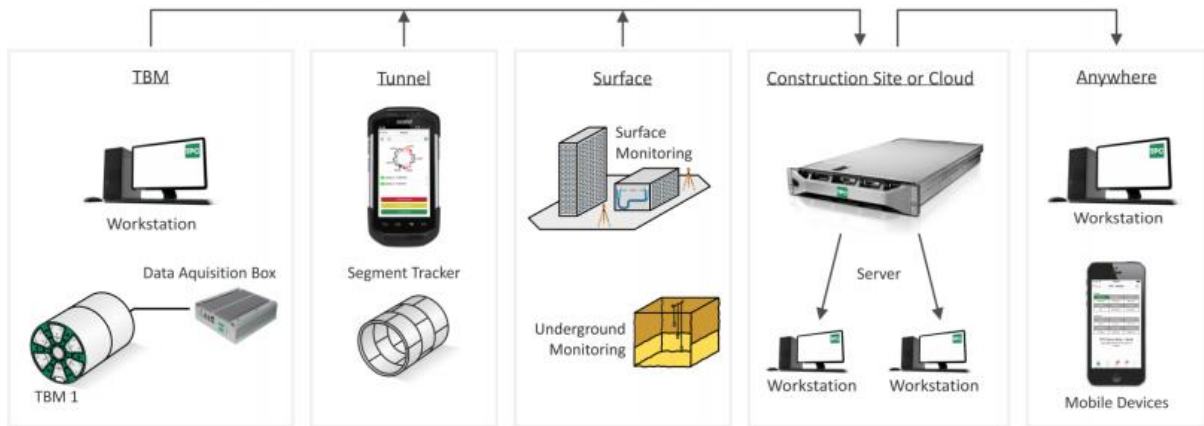 TBM
Workstation
Data Aquisition Box
TBM 1
Tunnel
Segment Tracker
Surface
Surface
Monitoring
Underground
Monitoring
Construction Site or Cloud
Server
Workstation
Workstation
Anywhere
Workstation
Mobile Devices